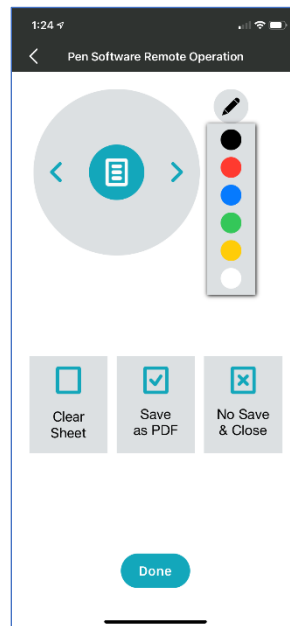 1:24
Pen Software Remote Operation
Clear
Sheet
Save
as PDF
No Save
& Close
Done